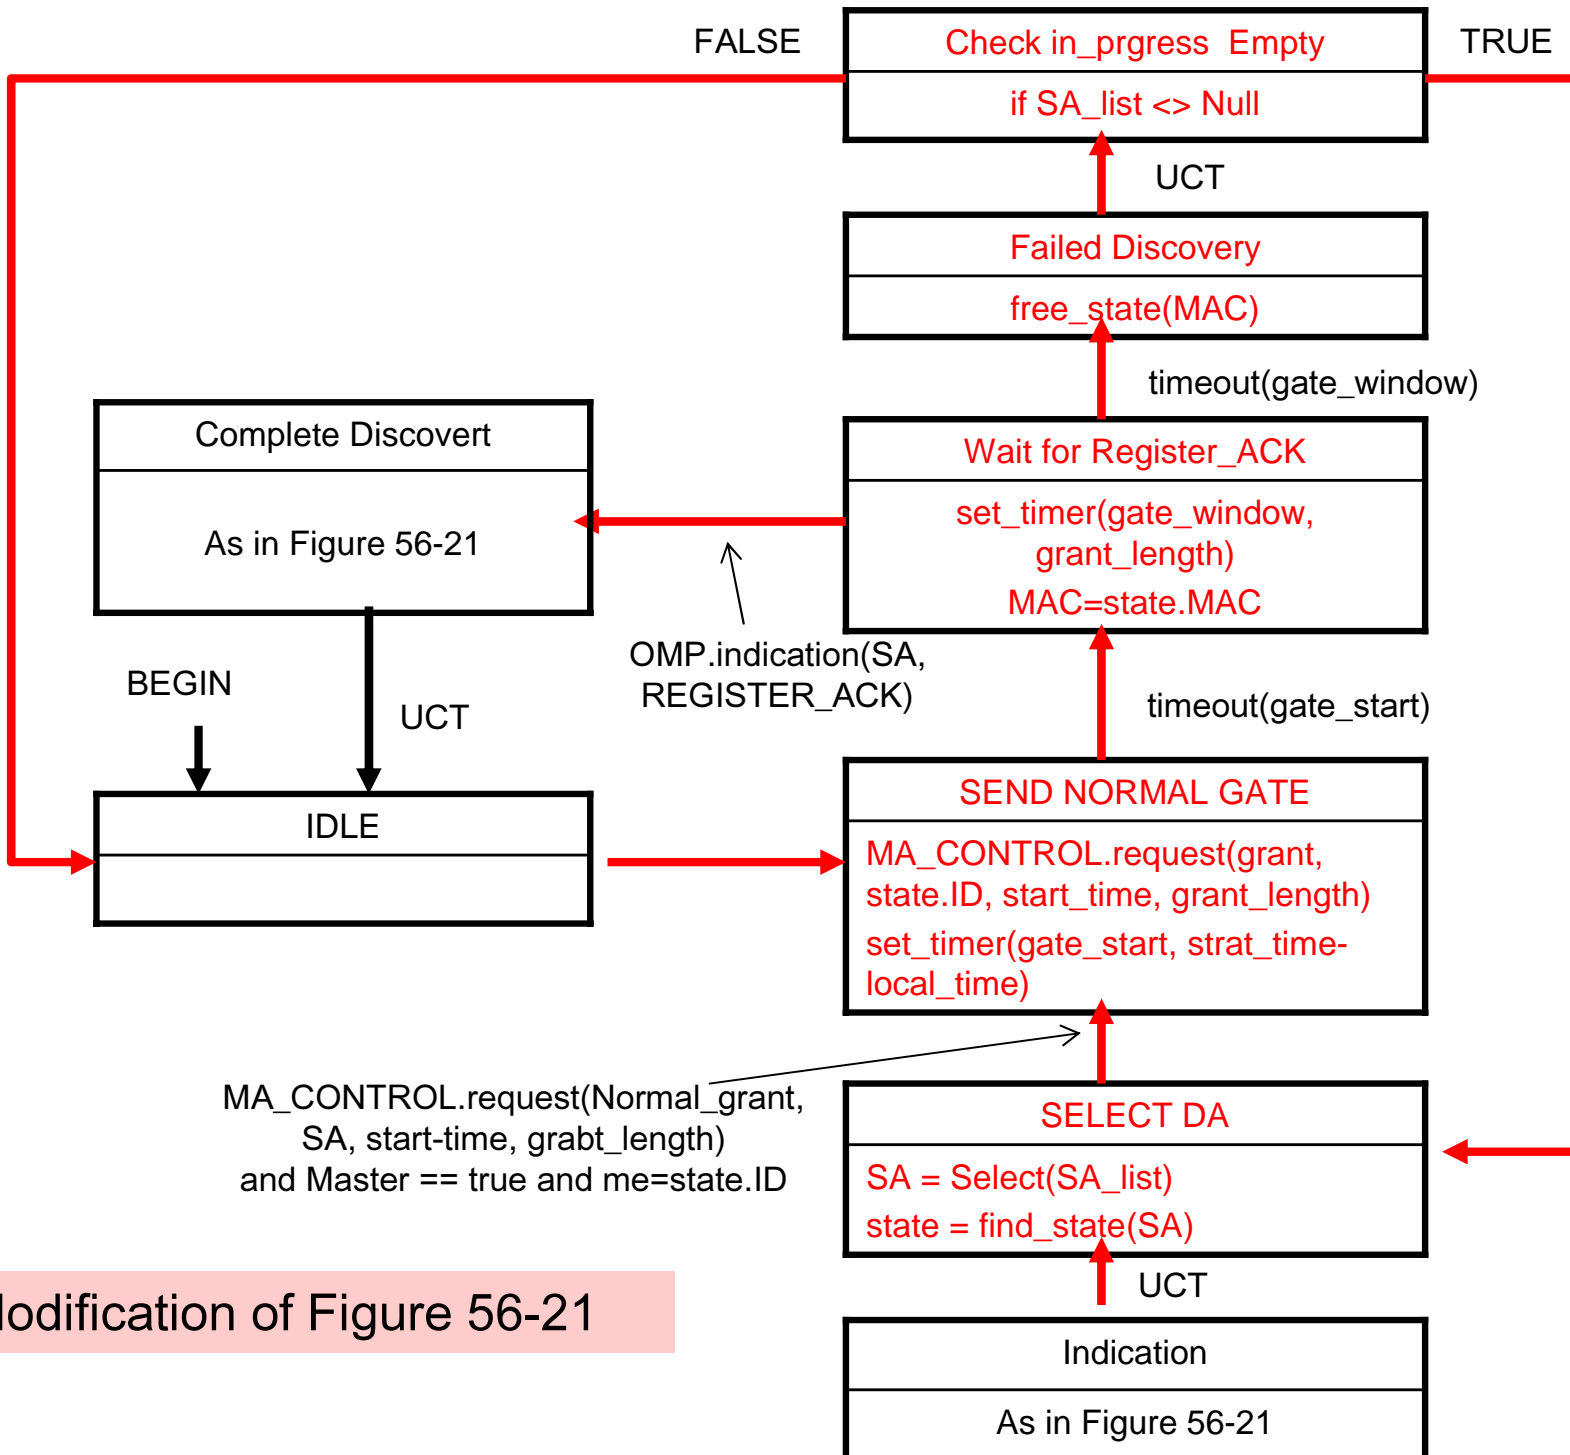 FALSE
Check in_prgress Empty
TRUE
if SA_list <> Null
UCT
Failed Discovery
free_state(MAC)
timeout(gate_window)
Complete Discovert
As in Figure 56-21
Wait for Register_ACK
set_timer(gate_window,
grant_length)
MAC=state.MAC
OMP.indication(SA,
REGISTER_ACK)
BEGIN
UCT
timeout(gate_start)
IDLE
SEND NORMAL GATE
MA_CONTROL.request(grant,
state.ID, start_time, grant_length)
set_timer(gate_start, strat_time-
local_time)
MA_CONTROL.request(Normal_grant,
SA, start-time, grabt_length)
and Master == true and me=state.ID
SELECT DA
SA = Select(SA_list)
state = find_state(SA)
UCT
of Figure 56-21
Indication
As in Figure 56-21